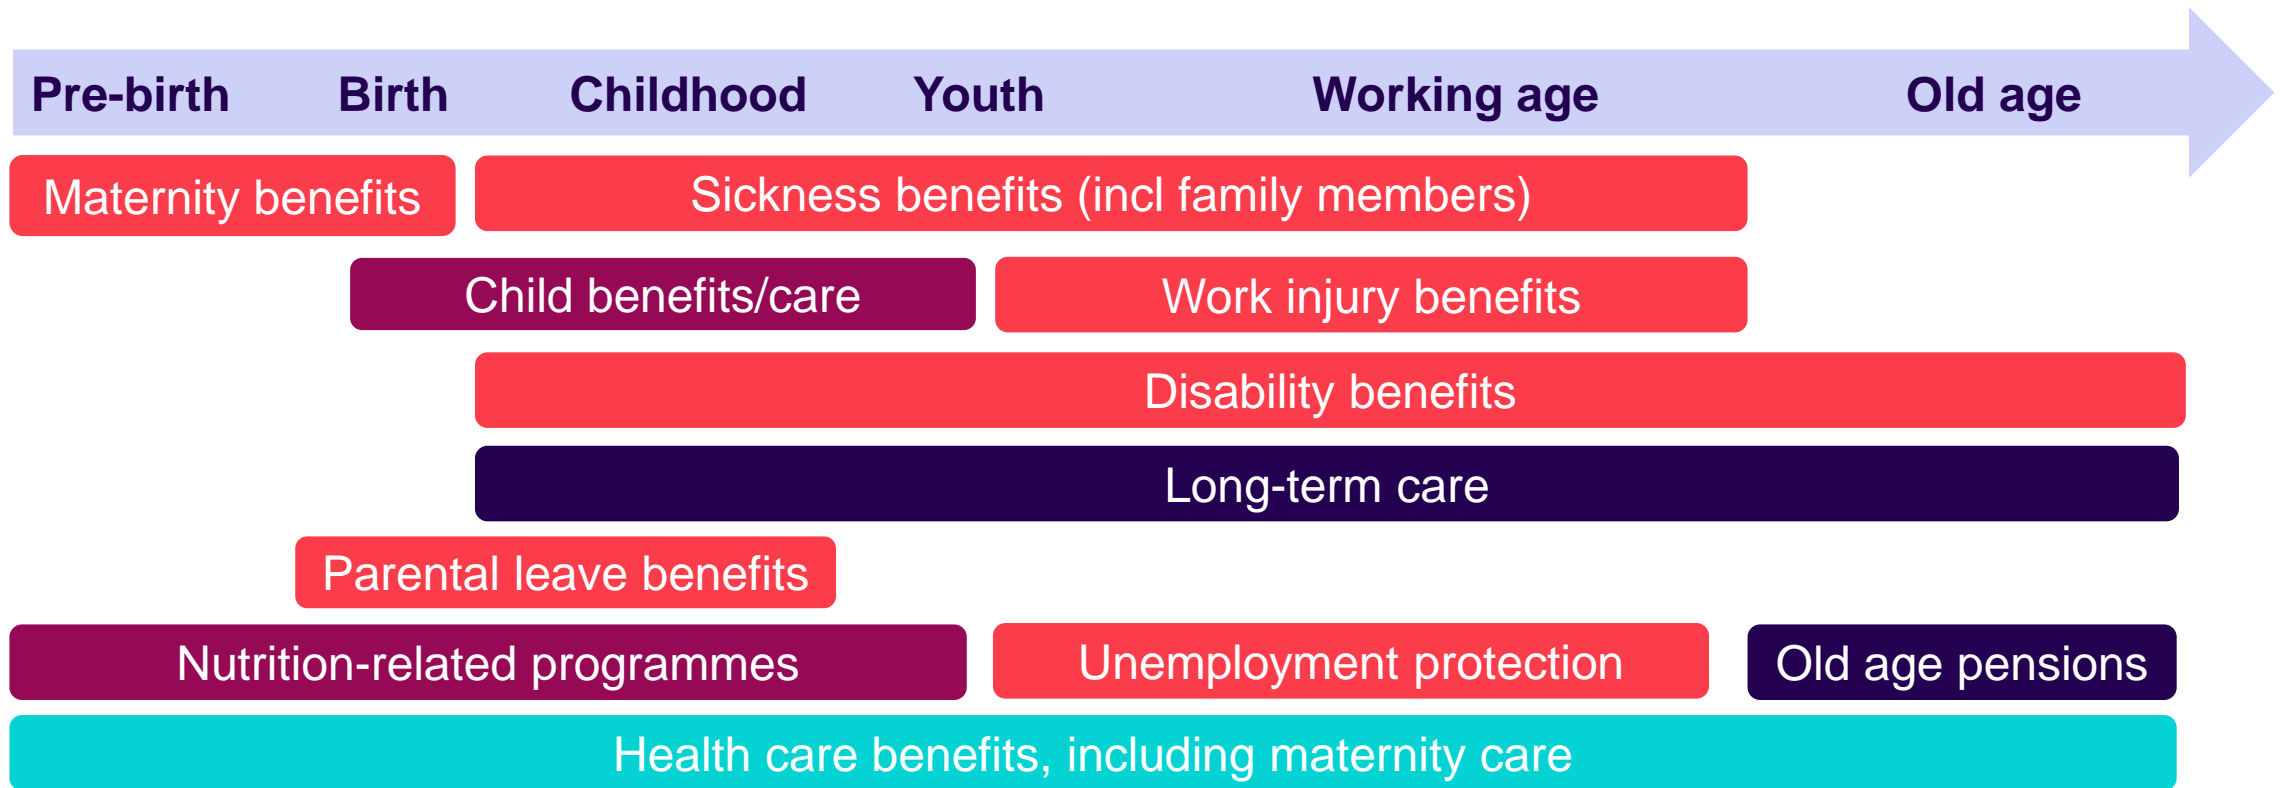 Pre-birth Birth Childhood Youth Working age Old age
Maternity benefits Sickness benefits (incl family members)
Child benefits/care Work injury benefits
Disability benefits
Long-term care
Parental leave benefits
Nutrition-related programmes Unemployment protection Old age pensions
Health care benefits, including maternity care